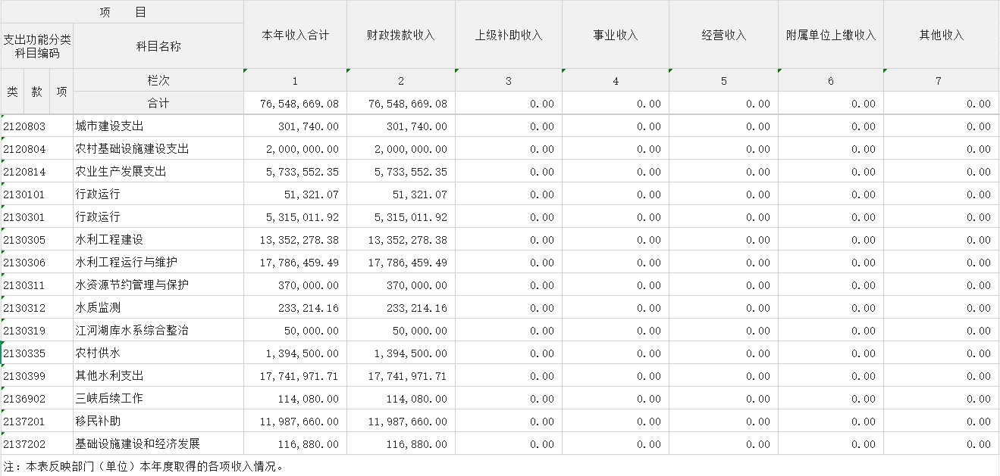 项 目 本年收入合计 财政拨款收入 上级补助收入 事业收入 经营收入 附属单位上缴收入 其他收入
支出功能分类科目编码 科目名称
类 款 项 栏次 1 2 3 4 5 6 7
合计 76,548,669.08 76,548,669.08 0.00 0.00 0.00 0.00 0.00
2120803 城市建设支出 301,740.00 301,740.00 0.00 0.00 0.00 0.00 0.00
2120804 农村基础设施建设支出 2,000,000.00 2,000,000.00 0.00 0.00 0.00 0.00 0.00
2120814 农业生产发展支出 5,733,552.35 5,733,552.35 0.00 0.00 0.00 0.00 0.00
2130101 行政运行 51,321.07 51,321.07 0.00 0.00 0.00 0.00 0.00
2130301 行政运行 5,315,011.92 5,315,011.92 0.00 0.00 0.00 0.00 0.00
2130305 水利工程建设 13,352,278.38 13,352,278.38 0.00 0.00 0.00 0.00 0.00
2130306 水利工程运行与维护 17,786,459.49 17,786,459.49 0.00 0.00 0.00 0.00 0.00
2130311 水资源节约管理与保护 370,000.00 370,000.00 0.00 0.00 0.00 0.00 0.00
2130312 水质监测 233,214.16 233,214.16 0.00 0.00 0.00 0.00 0.00
2130319 江河湖库水系综合整治 50,000.00 50,000.00 0.00 0.00 0.00 0.00 0.00
2130335 农村供水 1,394,500.00 1,394,500.00 0.00 0.00 0.00 0.00 0.00
2130399 其他水利支出 17,741,971.71 17,741,971.71 0.00 0.00 0.00 0.00 0.00
2136902 三峡后续工作 114,080.00 114,080.00 0.00 0.00 0.00 0.00 0.00
2137201 移民补助 11,987,660.00 11,987,660.00 0.00 0.00 0.00 0.00 0.00
2137202 基础设施建设和经济发展 116,880.00 116,880.00 0.00 0.00 0.00 0.00 0.00
注：本表反映部门（单位）本年度取得的各项收入情况。